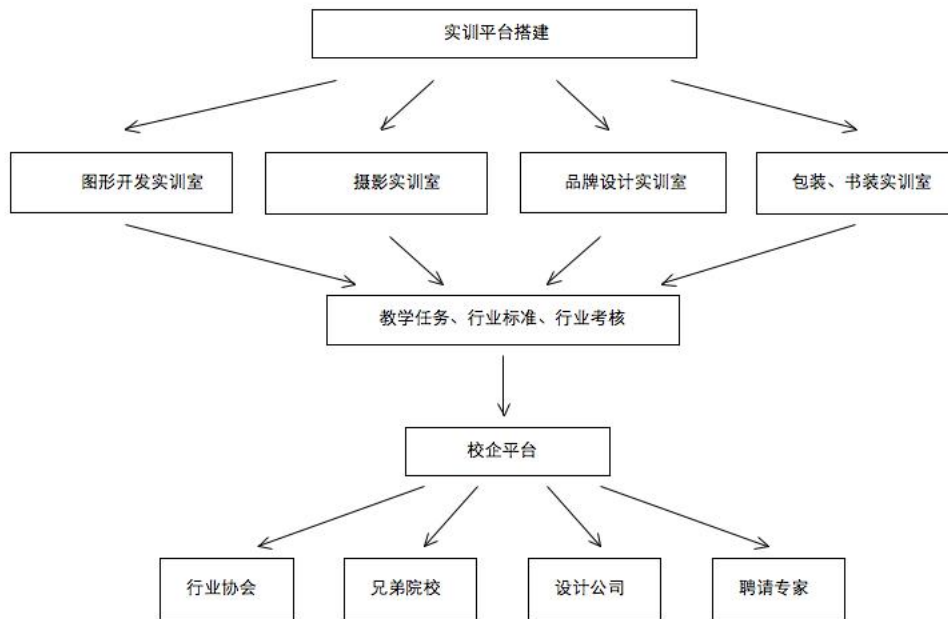 实训平台搭建
图形开发实训室
摄影实训室
品牌设计实训室
包装、书装实训室
教学任务、行业标准、行业考核
校企平台
行业协会
兄弟院校
设计公司
聘请专家